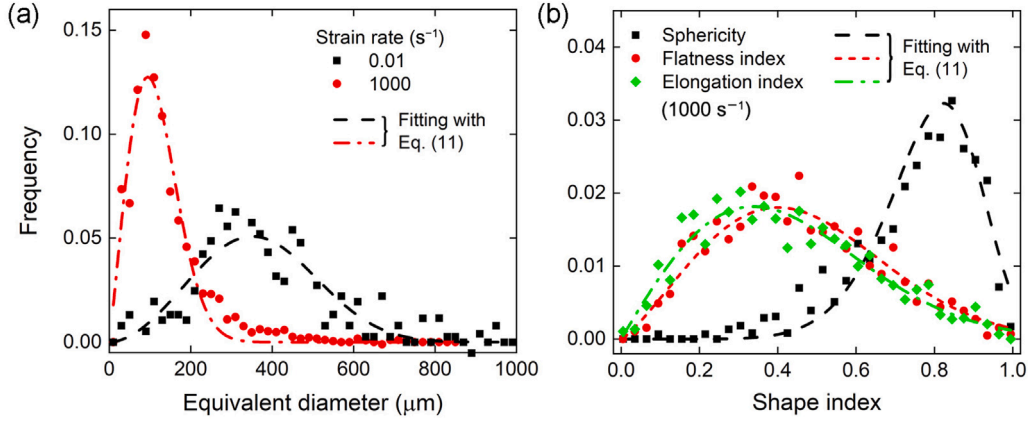 (a)
Frequency
0.15
0.10
0.05
0.00
0
200
400
600
800
1000
Equivalent diameter (μm)
Strain rate (s⁻¹)
0.01
1000
Fitting with
Eq. (11)
(b)
0.04
0.03
0.02
0.01
0.00
0.0
0.2
0.4
0.6
0.8
1.0
Shape index
Sphericity
Flatness index
Elongation index
(1000 s⁻¹)
Fitting with
Eq. (11)